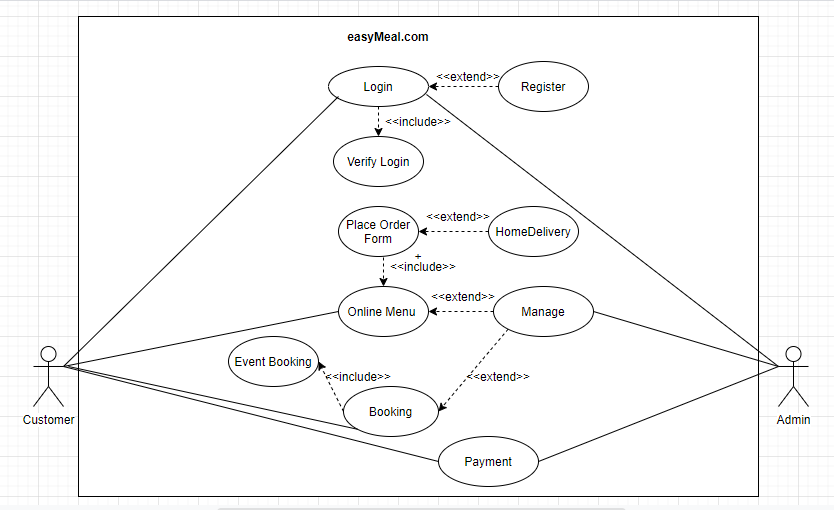 easyMeal.com
Login
<<extend>>
Register
<<include>>
Verify Login
Place Order
Form
<<extend>>
HomeDelivery
+
<<include>>
Online Menu
<<extend>>
Manage
Event Booking
<<include>>
<<extend>>
Booking
Customer
Admin
Payment